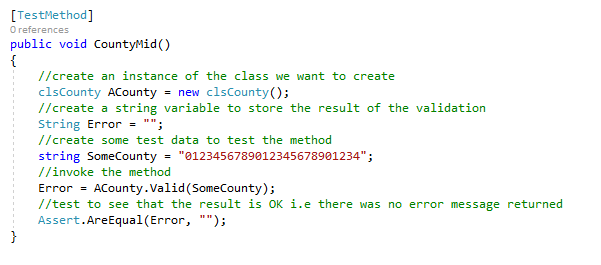 [TestMethod]
0 references
public void CountyMid()
{
//create an instance of the class we want to create
clsCounty ACounty = new clsCounty();
//create a string variable to store the result of the validation
String Error = "";
//create some test data to test the method
string SomeCounty = "0123456789012345678901234";
//invoke the method
Error = ACounty.Valid(SomeCounty);
//test to see that the result is OK i.e there was no error message returned
Assert.AreEqual(Error, "");
}